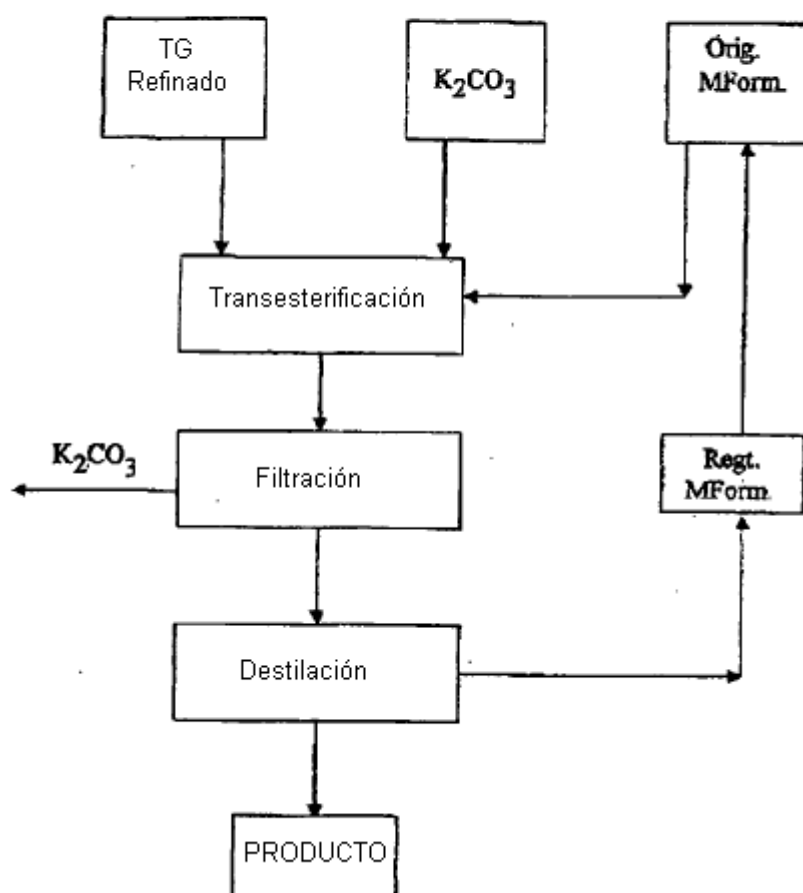 TG
Refinado
K₂CO₃
Orig.
MForm.
Transesterificación
K₂CO₃
Filtración
Regt.
MForm.
Destilación
PRODUCTO